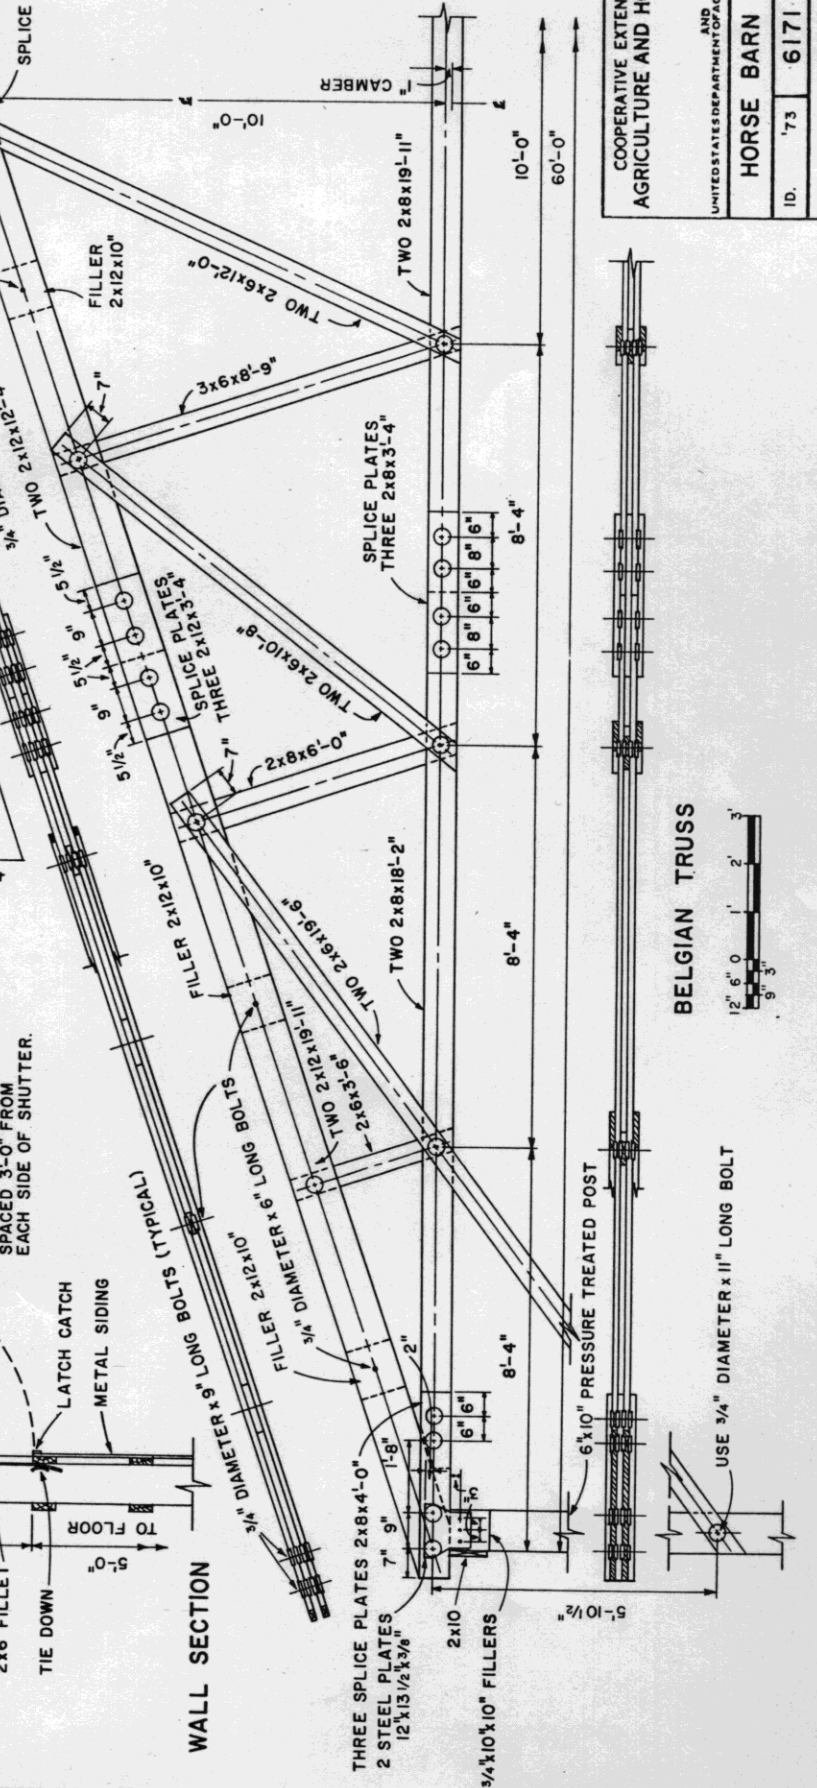 SPLICE
10'-0"
℄
℄
1" CAMBER
FILLER
2x12x10"
TWO 2x6x12'-0"
TWO 2x8x19'-11"
10'-0"
60'-0"
COOPERATIVE EXTEN
AGRICULTURE AND H
AND
UNITED STATES DEPARTMENT OF AG
HORSE BARN
ID.
'73
6171
3x6x8'-9"
7"
TWO 2x12x12'-4
3/4" DIA
SPLICE PLATES
THREE 2x8x3'-4"
6" 8" 6" 6" 8" 6"
8'-4"
5 1/2" 9" 5 1/2" 9" 5 1/2"
SPLICE PLATES
THREE 2x12x3'-4"
TWO 2x6x10'-8"
7"
2x8x6'-0"
FILLER 2x12x10"
TWO 2x6x19'-6"
TWO 2x8x18'-2"
8'-4"
TWO 2x12x19'-11"
2x6x3'-6"
3/4" DIAMETER x 6" LONG BOLTS
FILLER 2x12x10"
3/4" DIAMETER x 9" LONG BOLTS (TYPICAL)
SPACED 3'-0" FROM
EACH SIDE OF SHUTTER.
LATCH CATCH
METAL SIDING
TO FLOOR
5'-0"
2x6 FILLET
TIE DOWN
WALL SECTION
THREE SPLICE PLATES 2x8x4'-0"
2 STEEL PLATES
12"x13 1/2"x3/8"
7" 9" 1'-8" 6" 6"
2"
3"
2x10
3/4"x10"x10" FILLERS
8'-4"
6"x10" PRESSURE TREATED POST
5'-10 1/2"
USE 3/4" DIAMETER x 11" LONG BOLT
BELGIAN TRUSS
12" 6" 0 1' 2' 3'
9" 3"